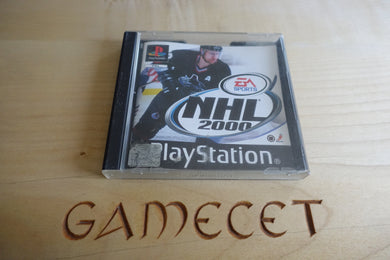 EA
SPORTS
NHL
2000
PlayStation
GAMECET